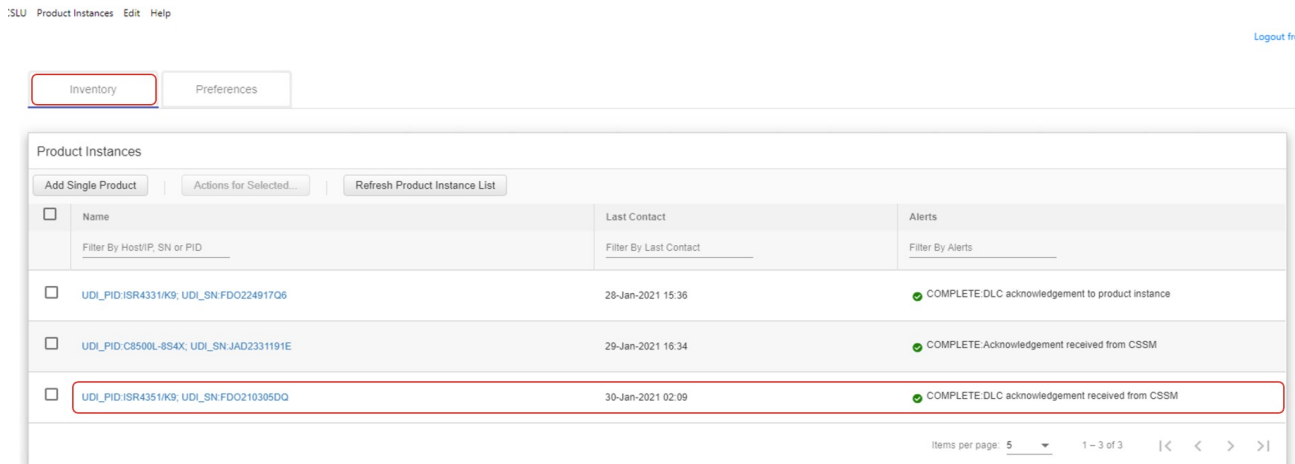 CSLU Product Instances Edit Help
Logout
Inventory Preferences
Product Instances
Add Single Product Actions for Selected... Refresh Product Instance List
Name Last Contact Alerts
Filter By Host/IP, SN or PID Filter By Last Contact Filter By Alerts
UDI_PID:ISR4331/K9; UDI_SN:FDO224917Q6 28-Jan-2021 15:36 COMPLETE:DLC acknowledgement to product instance
UDI_PID:C8500L-8S4X; UDI_SN:JAD2331191E 29-Jan-2021 16:34 COMPLETE:Acknowledgement received from CSSM
UDI_PID:ISR4351/K9; UDI_SN:FDO210305DQ 30-Jan-2021 02:09 COMPLETE:DLC acknowledgement received from CSSM
Items per page: 5 1 – 3 of 3